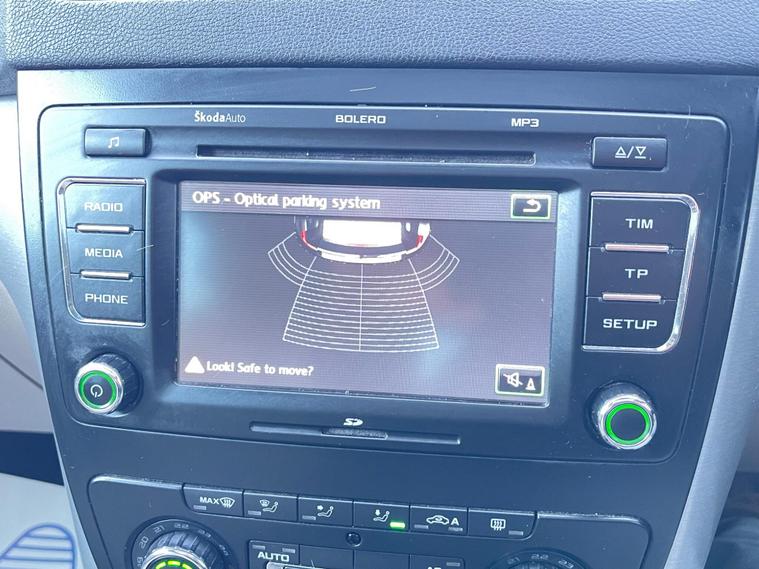 ŠkodaAuto BOLERO MP3
OPS - Optical parking system
RADIO
MEDIA
PHONE
TIM
TP
SETUP
Look! Safe to move?
SD
MAX
A
AUTO